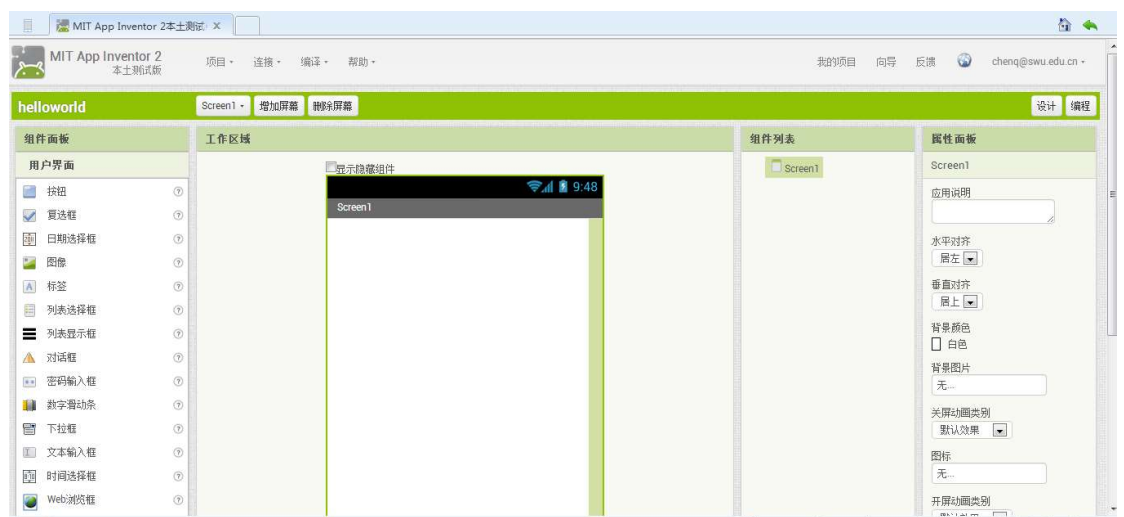 MIT App Inventor 2本土测试 X
MIT App Inventor 2
本土测试版
项目 连接 编译 帮助 我的项目 向导 反馈 chenq@swu.edu.cn
helloworld Screen1 增加屏幕 删除屏幕 设计 编程
组件面板 工作区域 组件列表 属性面板
用户界面
显示隐藏组件
Screen1
Screen1
9:48
Screen1
按钮
复选框
日期选择框
图像
标签
列表选择框
列表显示框
对话框
密码输入框
数字滑动条
下拉框
文本输入框
时间选择框
Web浏览框
应用说明
水平对齐
居左
垂直对齐
居上
背景颜色
白色
背景图片
无...
关屏动画类别
默认效果
图标
无...
开屏动画类别